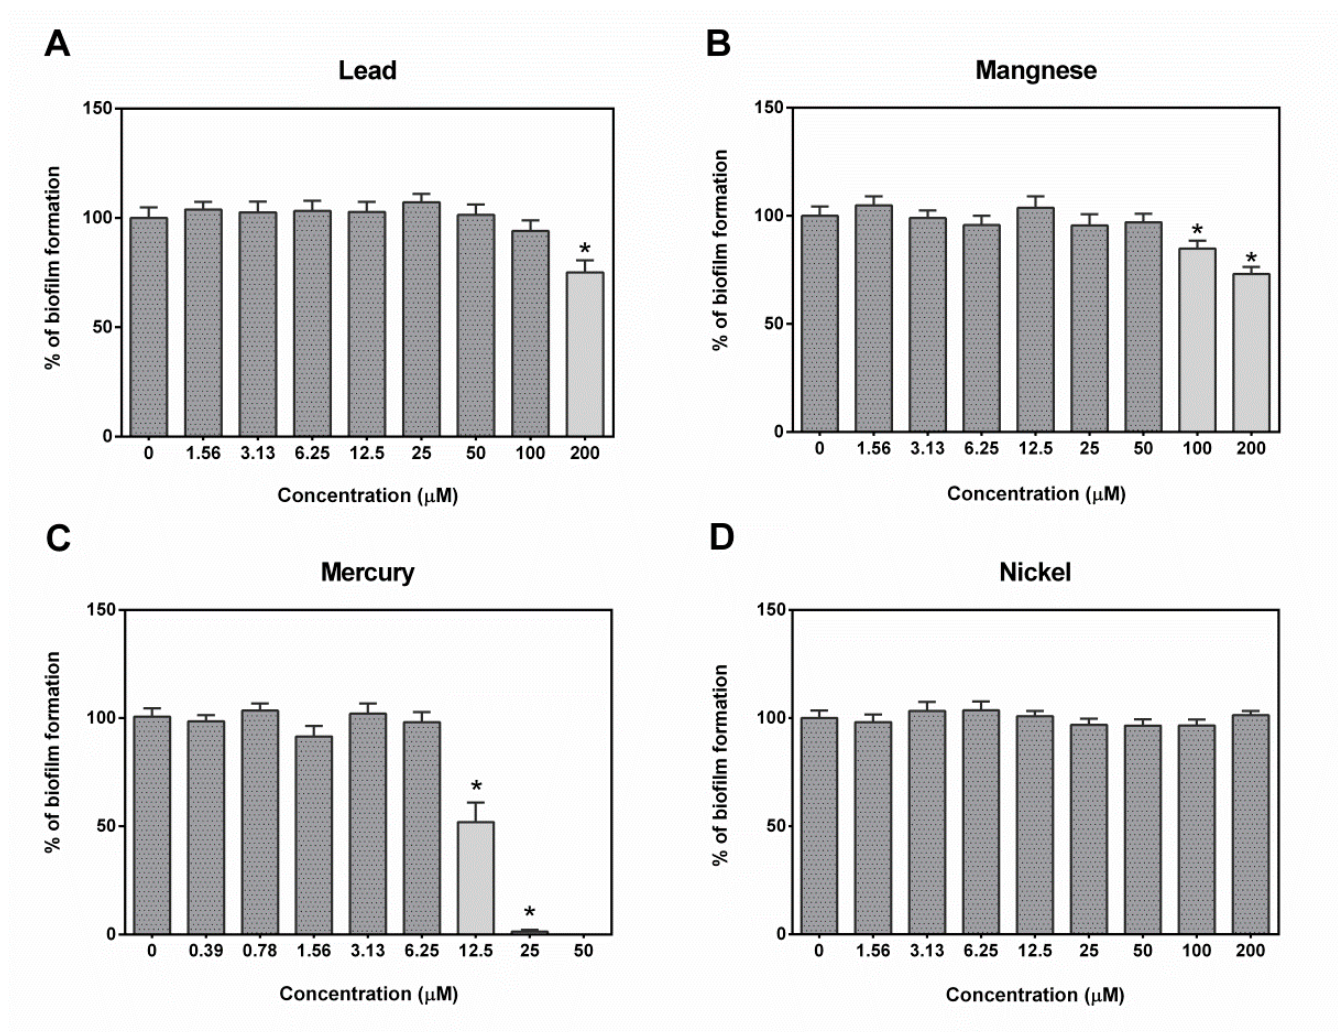 A
Lead
150
100
50
0
% of biofilm formation
*
0 1.56 3.13 6.25 12.5 25 50 100 200
Concentration (μM)
B
Mangnese
150
100
50
0
% of biofilm formation
*
*
0 1.56 3.13 6.25 12.5 25 50 100 200
Concentration (μM)
C
Mercury
150
100
50
0
% of biofilm formation
*
*
0 0.39 0.78 1.56 3.13 6.25 12.5 25 50
Concentration (μM)
D
Nickel
150
100
50
0
% of biofilm formation
0 1.56 3.13 6.25 12.5 25 50 100 200
Concentration (μM)